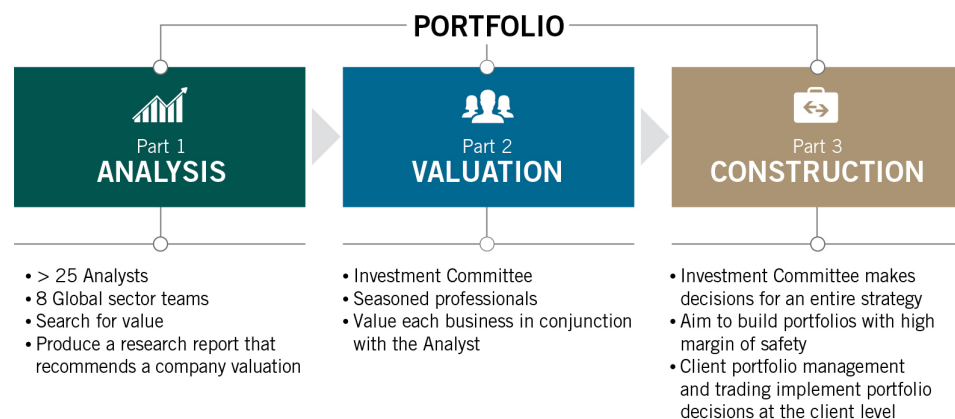 PORTFOLIO
Part 1
ANALYSIS
• > 25 Analysts
• 8 Global sector teams
• Search for value
• Produce a research report that
recommends a company valuation
Part 2
VALUATION
• Investment Committee
• Seasoned professionals
• Value each business in conjunction
with the Analyst
Part 3
CONSTRUCTION
• Investment Committee makes
decisions for an entire strategy
• Aim to build portfolios with high
margin of safety
• Client portfolio management
and trading implement portfolio
decisions at the client level